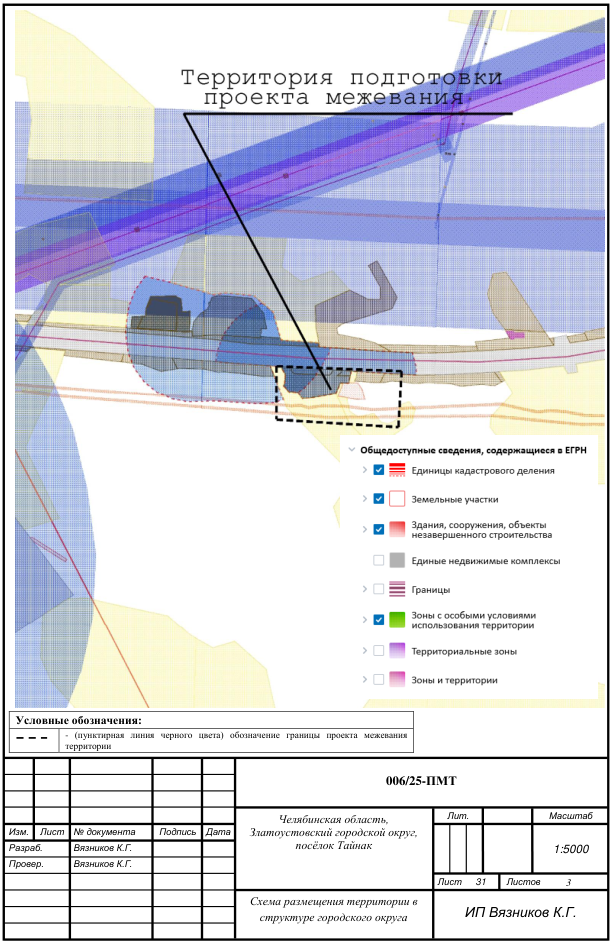 Территория подготовки
проекта межевания
Общедоступные сведения, содержащиеся в ЕГРН
Единицы кадастрового деления
Земельные участки
Здания, сооружения, объекты
незавершенного строительства
Единые недвижимые комплексы
Границы
Зоны с особыми условиями
использования территории
Территориальные зоны
Зоны и территории
Условные обозначения:
- (пунктирная линия черного цвета) обозначение границы проекта межевания
территории
006/25-ПМТ
Челябинская область,
Златоустовский городской округ,
посёлок Тайнак
Лит. Масштаб
1:5000
Изм. Лист № документа Подпись Дата
Разраб. Вязников К.Г.
Провер. Вязников К.Г.
Лист 31 Листов 3
Схема размещения территории в
структуре городского округа
ИП Вязников К.Г.